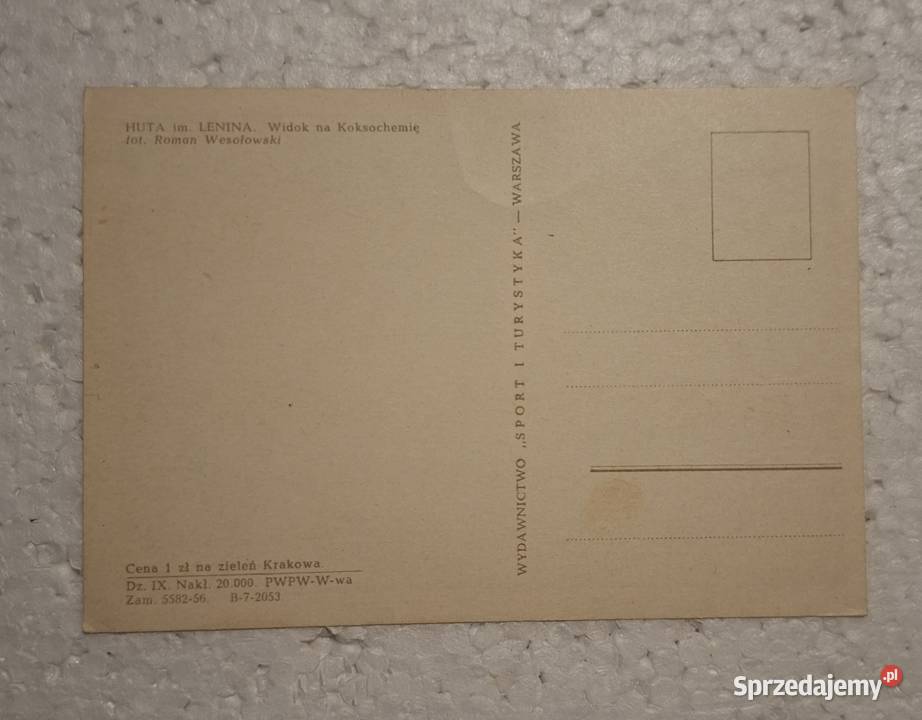 HUTA im. LENINA. Widok na Koksochemię
fot. Roman Wesołowski
WYDAWNICTWO „SPORT I TURYSTYKA” — WARSZAWA
Cena 1 zł na zieleń Krakowa
Dz. IX. Nakł. 20.000. PWPW-W-wa
Zam. 5582-56. B-7-2053
Sprzedajemy.pl